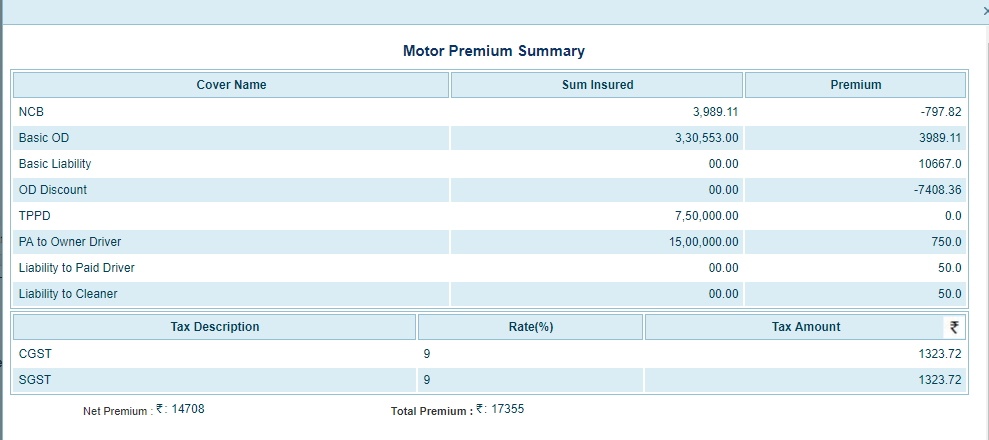 Motor Premium Summary
Cover Name Sum Insured Premium
NCB 3,989.11 -797.82
Basic OD 3,30,553.00 3989.11
Basic Liability 00.00 10667.0
OD Discount 00.00 -7408.36
TPPD 7,50,000.00 0.0
PA to Owner Driver 15,00,000.00 750.0
Liability to Paid Driver 00.00 50.0
Liability to Cleaner 00.00 50.0
Tax Description Rate(%) Tax Amount ₹
CGST 9 1323.72
SGST 9 1323.72
Net Premium : ₹: 14708 Total Premium : ₹: 17355